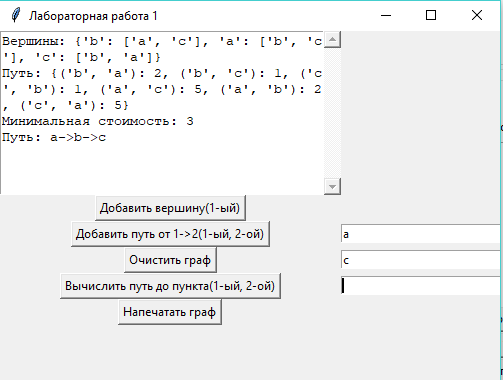 Лабораторная работа 1
Вершины: {'b': ['a', 'c'], 'a': ['b', 'c
'], 'c': ['b', 'a']}
Путь: {('b', 'a'): 2, ('b', 'c'): 1, ('c
', 'b'): 1, ('a', 'c'): 5, ('a', 'b'): 2
, ('c', 'a'): 5}
Минимальная стоимость: 3
Путь: a->b->c
Добавить вершину(1-ый)
Добавить путь от 1->2(1-ый, 2-ой)
a
Очистить граф
c
Вычислить путь до пункта(1-ый, 2-ой)
Напечатать граф